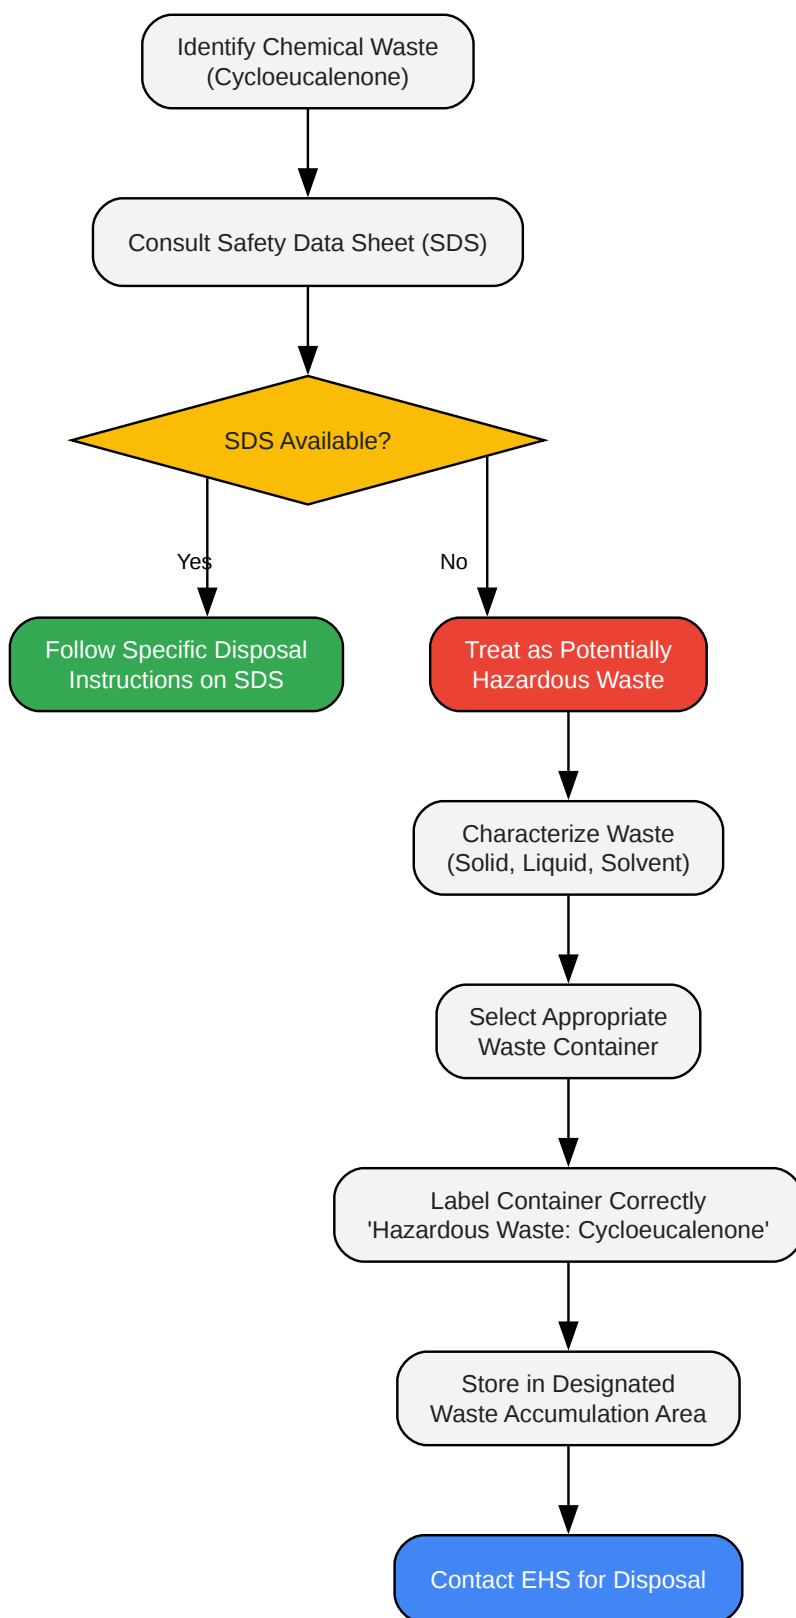 Identify Chemical Waste
(Cycloeucalenone)
Consult Safety Data Sheet (SDS)
SDS Available?
Yes
No
Follow Specific Disposal
Instructions on SDS
Treat as Potentially
Hazardous Waste
Characterize Waste
(Solid, Liquid, Solvent)
Select Appropriate
Waste Container
Label Container Correctly
'Hazardous Waste: Cycloeucalenone'
Store in Designated
Waste Accumulation Area
Contact EHS for Disposal